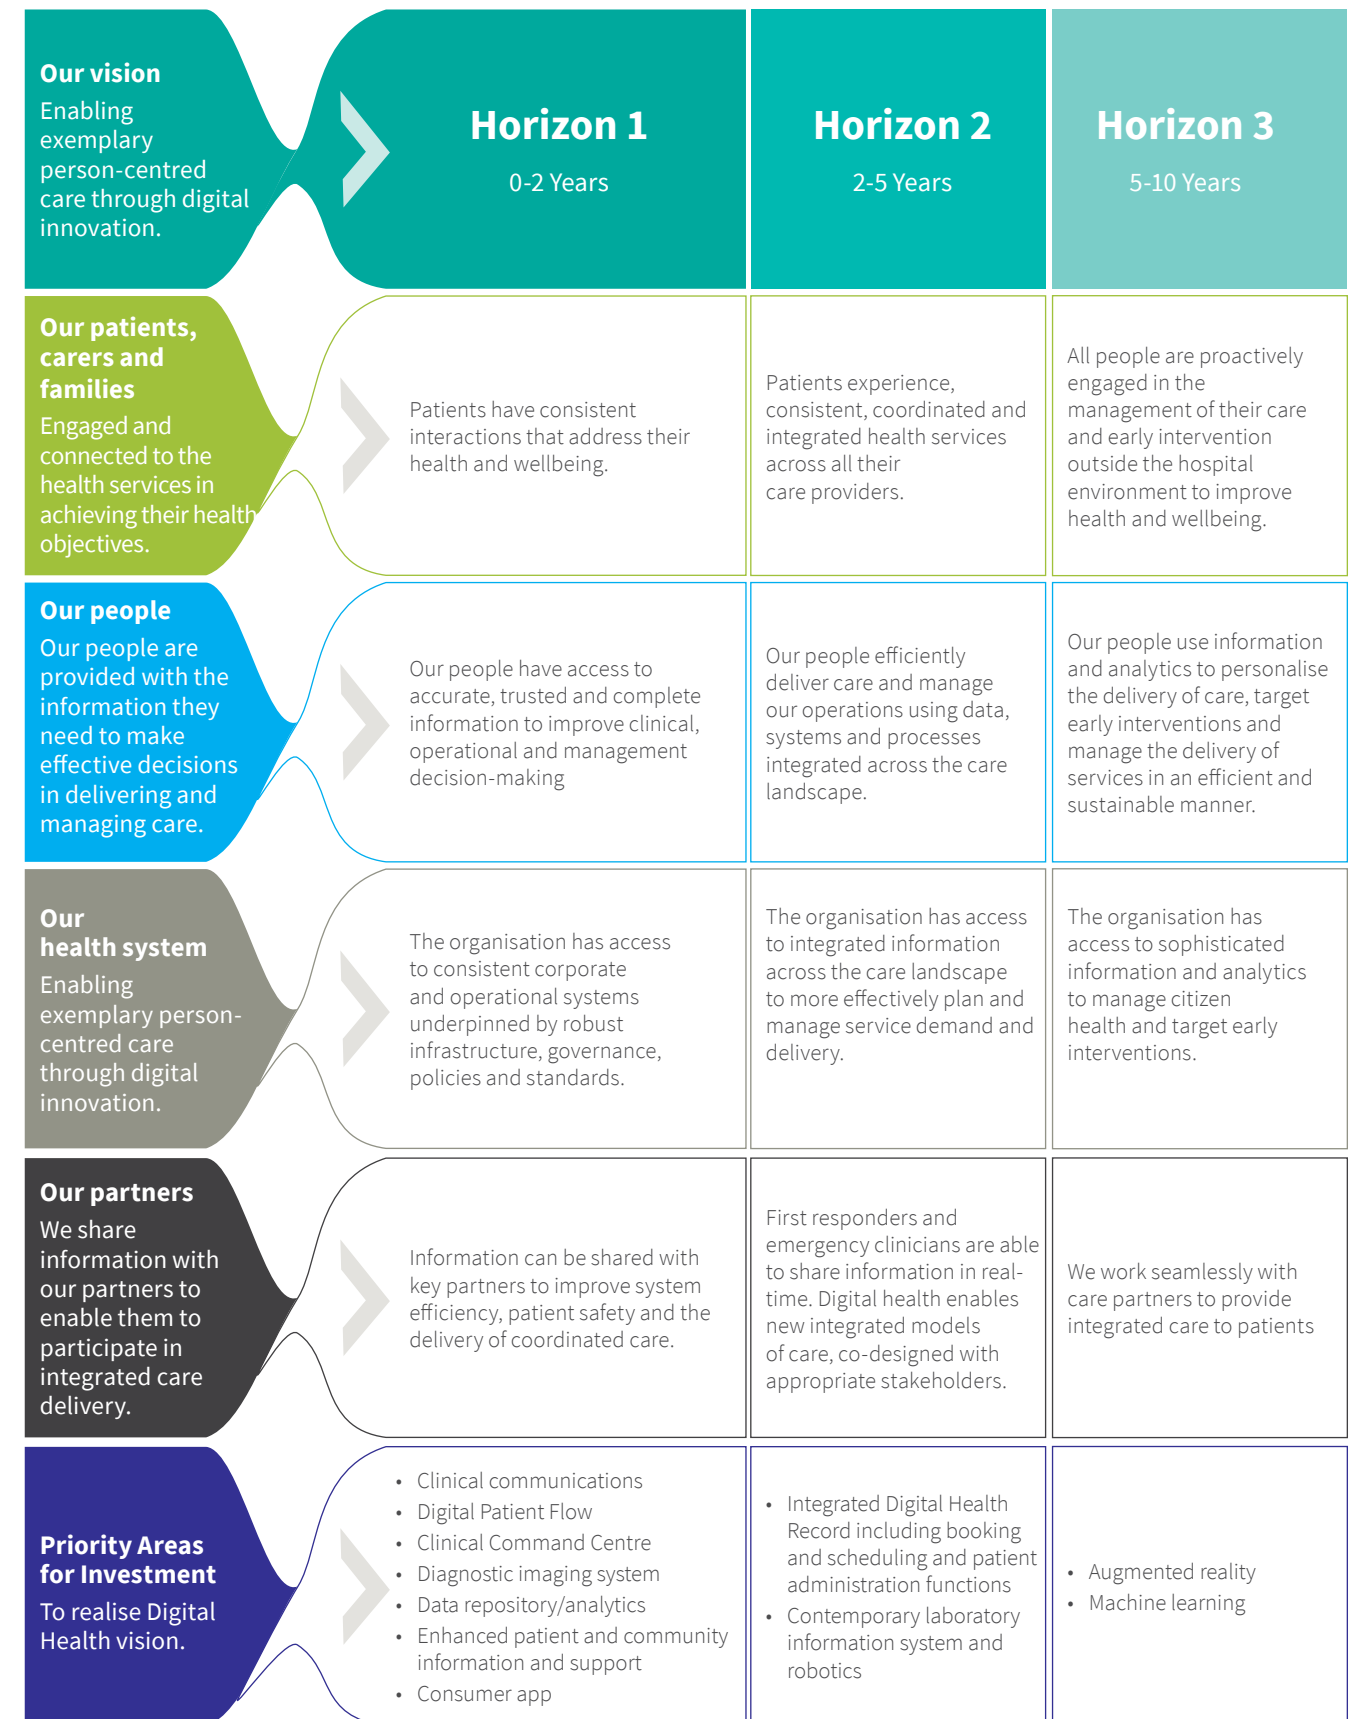 Our vision
Enabling
exemplary
person-centred
care through digital
innovation.
Horizon 1
0-2 Years
Horizon 2
2-5 Years
Horizon 3
5-10 Years
Our patients,
carers and
families
Engaged and
connected to the
health services in
achieving their health
objectives.
Patients have consistent
interactions that address their
health and wellbeing.
Patients experience,
consistent, coordinated and
integrated health services
across all their
care providers.
All people are proactively
engaged in the
management of their care
and early intervention
outside the hospital
environment to improve
health and wellbeing.
Our people
Our people are
provided with the
information they
need to make
effective decisions
in delivering and
managing care.
Our people have access to
accurate, trusted and complete
information to improve clinical,
operational and management
decision-making
Our people efficiently
deliver care and manage
our operations using data,
systems and processes
integrated across the care
landscape.
Our people use information
and analytics to personalise
the delivery of care, target
early interventions and
manage the delivery of
services in an efficient and
sustainable manner.
Our
health system
Enabling
exemplary person-
centred care
through digital
innovation.
The organisation has access
to consistent corporate
and operational systems
underpinned by robust
infrastructure, governance,
policies and standards.
The organisation has access
to integrated information
across the care landscape
to more effectively plan and
manage service demand and
delivery.
The organisation has
access to sophisticated
information and analytics
to manage citizen
health and target early
interventions.
Our partners
We share
information with
our partners to
enable them to
participate in
integrated care
delivery.
Information can be shared with
key partners to improve system
efficiency, patient safety and the
delivery of coordinated care.
First responders and
emergency clinicians are able
to share information in real-
time. Digital health enables
new integrated models
of care, co-designed with
appropriate stakeholders.
We work seamlessly with
care partners to provide
integrated care to patients
Priority Areas
for Investment
To realise Digital
Health vision.
• Clinical communications
• Digital Patient Flow
• Clinical Command Centre
• Diagnostic imaging system
• Data repository/analytics
• Enhanced patient and community
information and support
• Consumer app
• Integrated Digital Health
Record including booking
and scheduling and patient
administration functions
• Contemporary laboratory
information system and
robotics
• Augmented reality
• Machine learning